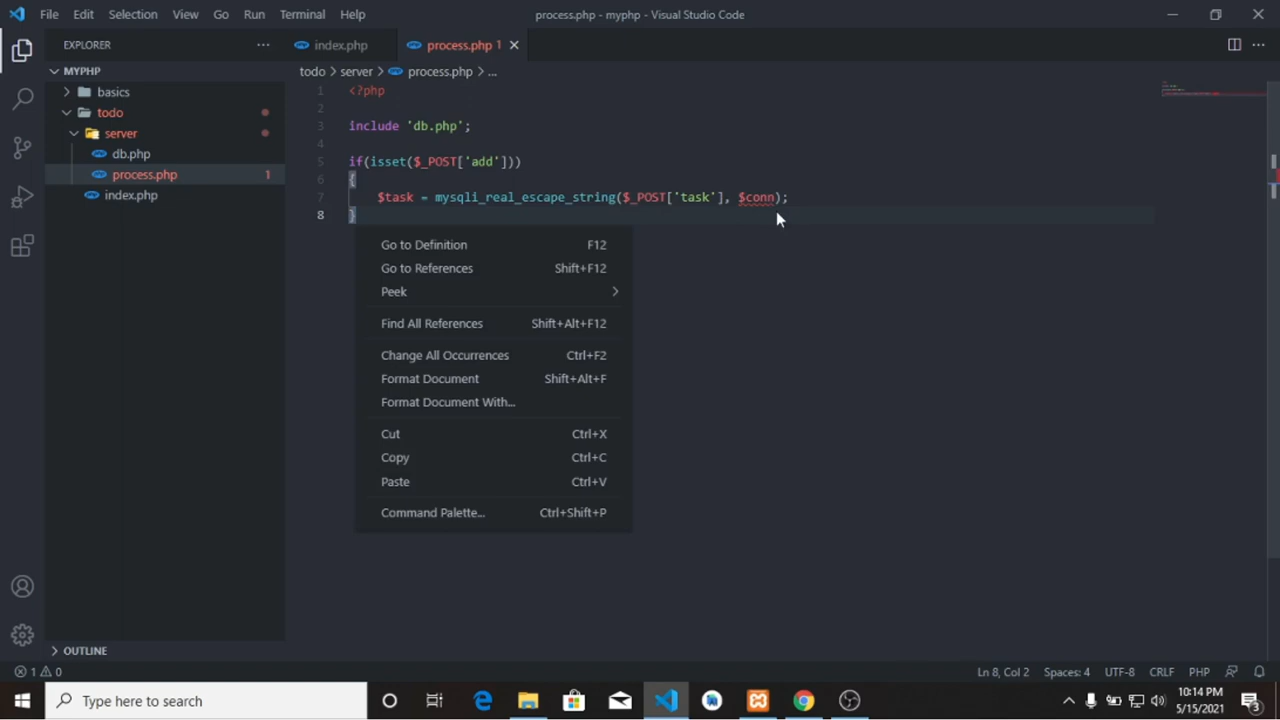 File Edit Selection View Go Run Terminal Help
process.php - myphp - Visual Studio Code
EXPLORER
index.php
process.php 1
MYPHP
todo > server > process.php > ...
basics
todo
server
db.php
process.php 1
index.php
1 <?php
2
3 include 'db.php';
4
5 if(isset($_POST['add']))
6 {
7 $task = mysqli_real_escape_string($_POST['task'], $conn);
8 }
Go to Definition F12
Go to References Shift+F12
Peek
Find All References Shift+Alt+F12
Change All Occurrences Ctrl+F2
Format Document Shift+Alt+F
Format Document With...
Cut Ctrl+X
Copy Ctrl+C
Paste Ctrl+V
Command Palette... Ctrl+Shift+P
OUTLINE
1 0
Ln 8, Col 2 Spaces: 4 UTF-8 CRLF PHP
Type here to search
10:14 PM
5/15/2021
3